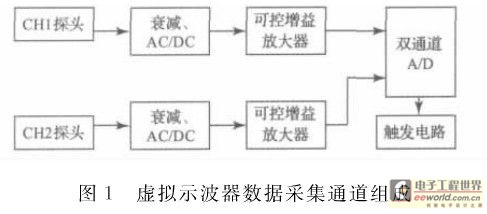 CH1探头
衰减、
AC/DC
可控增益
放大器
双通道
A/D
CH2探头
衰减、
AC/DC
可控增益
放大器
触发电路
图 1 虚拟示波器数据采集通道组成
电子工程世界
eeworld.com.cn